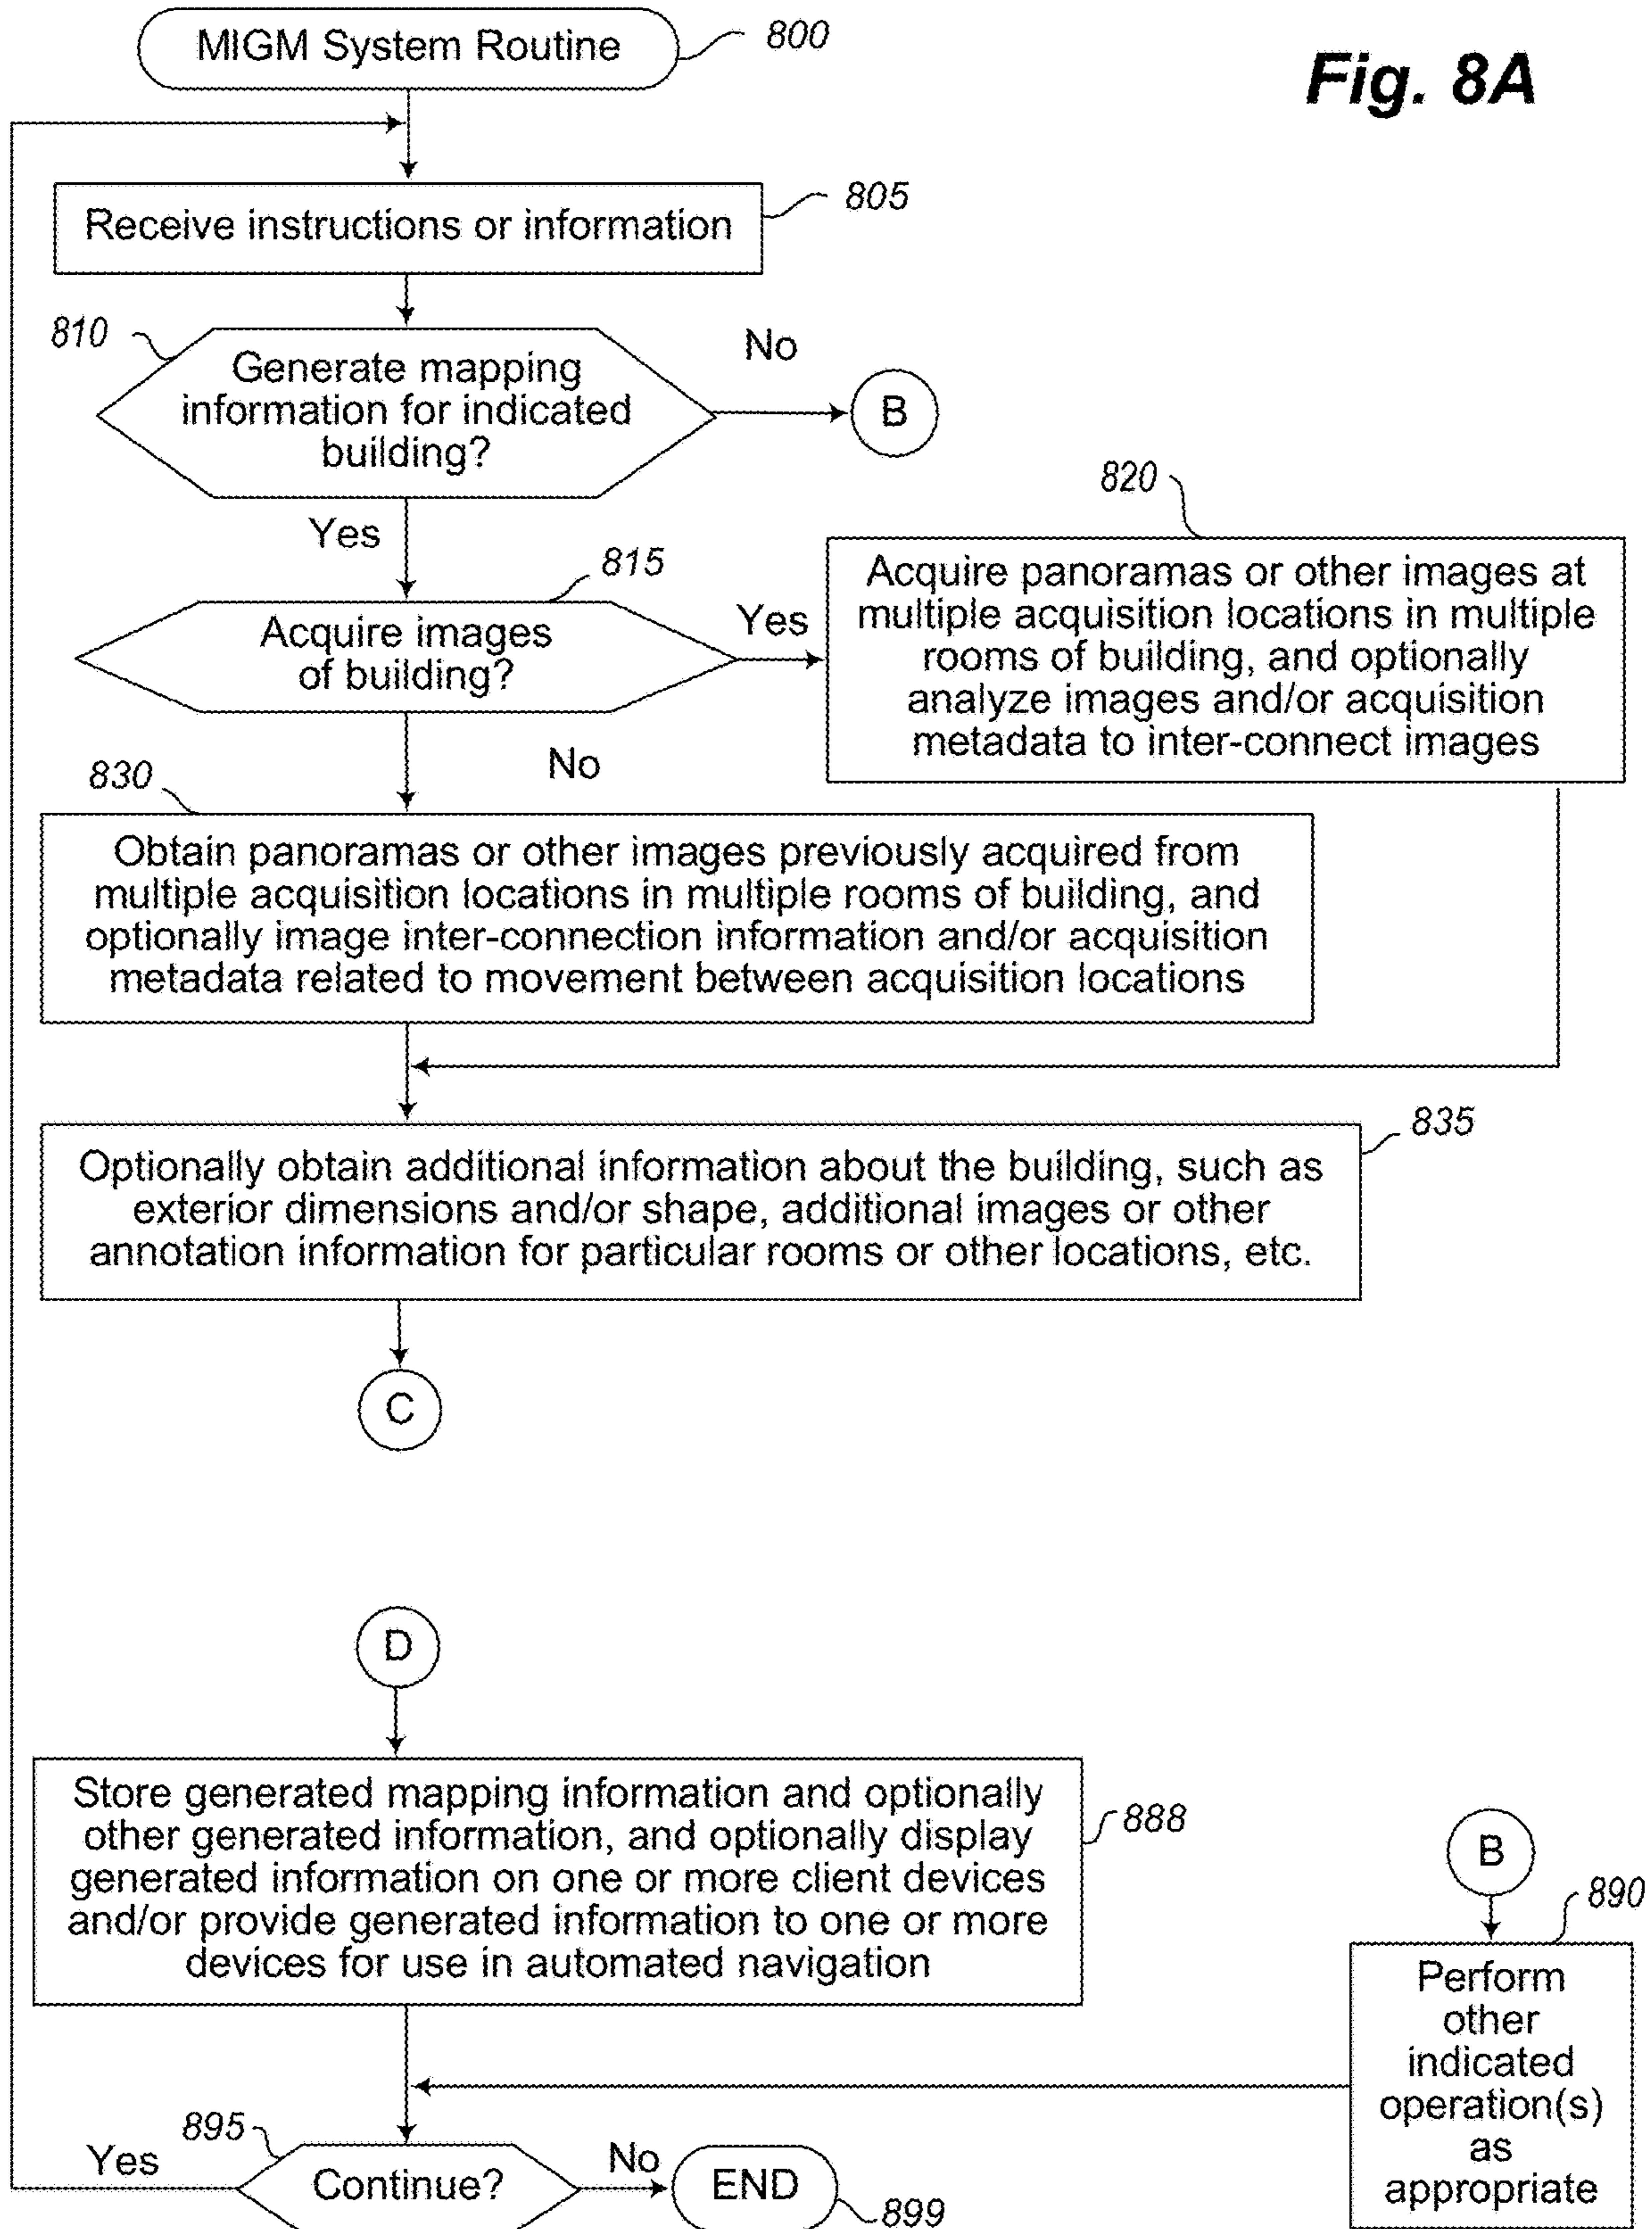 MIGM System Routine
800
Fig. 8A
Receive instructions or information
805
810
Generate mapping
information for indicated
building?
No
B
Yes
815
Acquire images
of building?
Yes
820
Acquire panoramas or other images at
multiple acquisition locations in multiple
rooms of building, and optionally
analyze images and/or acquisition
metadata to inter-connect images
No
830
Obtain panoramas or other images previously acquired from
multiple acquisition locations in multiple rooms of building, and
optionally image inter-connection information and/or acquisition
metadata related to movement between acquisition locations
835
Optionally obtain additional information about the building, such as
exterior dimensions and/or shape, additional images or other
annotation information for particular rooms or other locations, etc.
C
D
Store generated mapping information and optionally
other generated information, and optionally display
generated information on one or more client devices
and/or provide generated information to one or more
devices for use in automated navigation
888
B
890
Perform
other
indicated
operation(s)
as
appropriate
895
Yes
Continue?
No
END
899